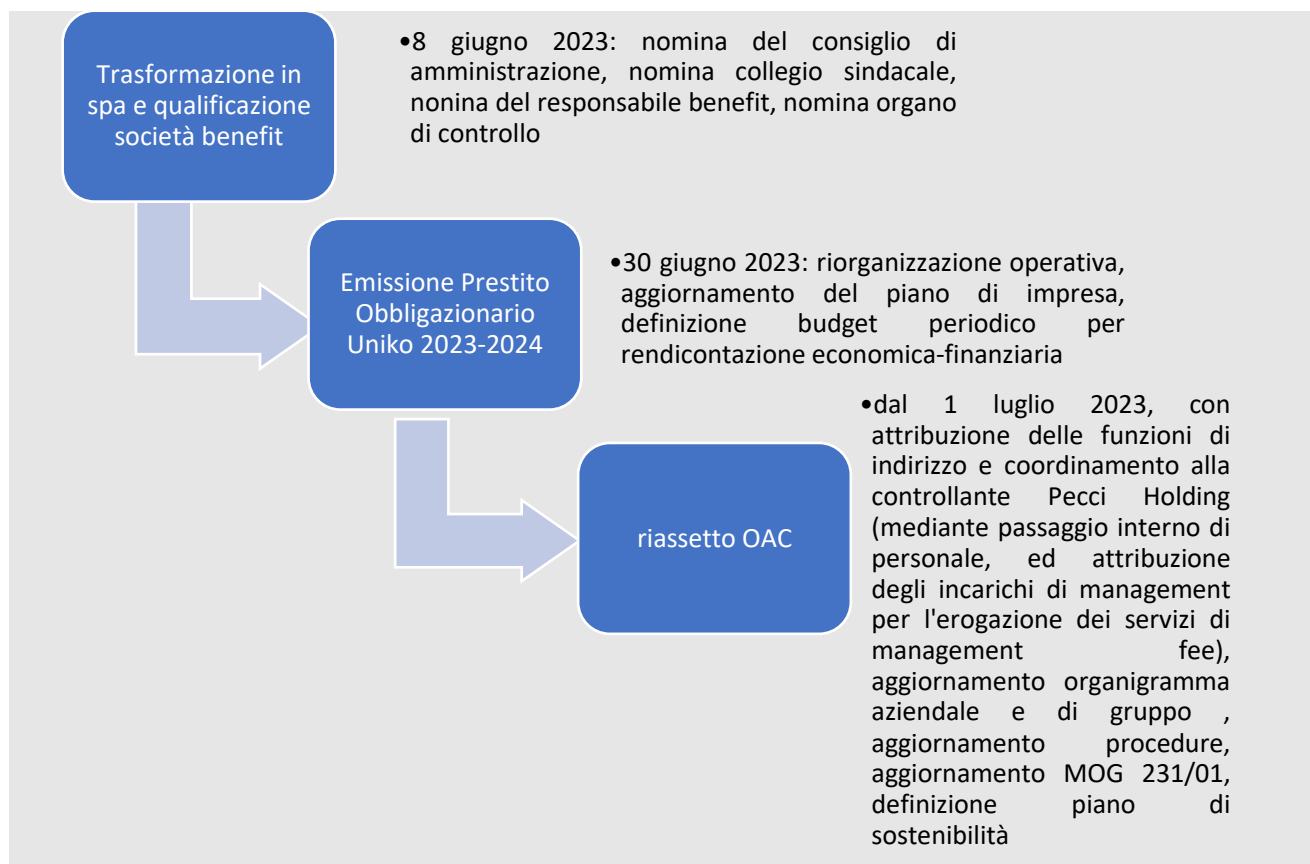 Trasformazione in
spa e qualificazione
società benefit
•8 giugno 2023: nomina del consiglio di
amministrazione, nomina collegio sindacale,
nonina del responsabile benefit, nomina organo
di controllo
Emissione Prestito
Obbligazionario
Uniko 2023-2024
•30 giugno 2023: riorganizzazione operativa,
aggiornamento del piano di impresa,
definizione budget periodico per
rendicontazione economica-finanziaria
riassetto OAC
•dal 1 luglio 2023, con
attribuzione delle funzioni di
indirizzo e coordinamento alla
controllante Pecci Holding
(mediante passaggio interno di
personale, ed attribuzione
degli incarichi di management
per l'erogazione dei servizi di
management fee),
aggiornamento organigramma
aziendale e di gruppo ,
aggiornamento procedure,
aggiornamento MOG 231/01,
definizione piano di
sostenibilità